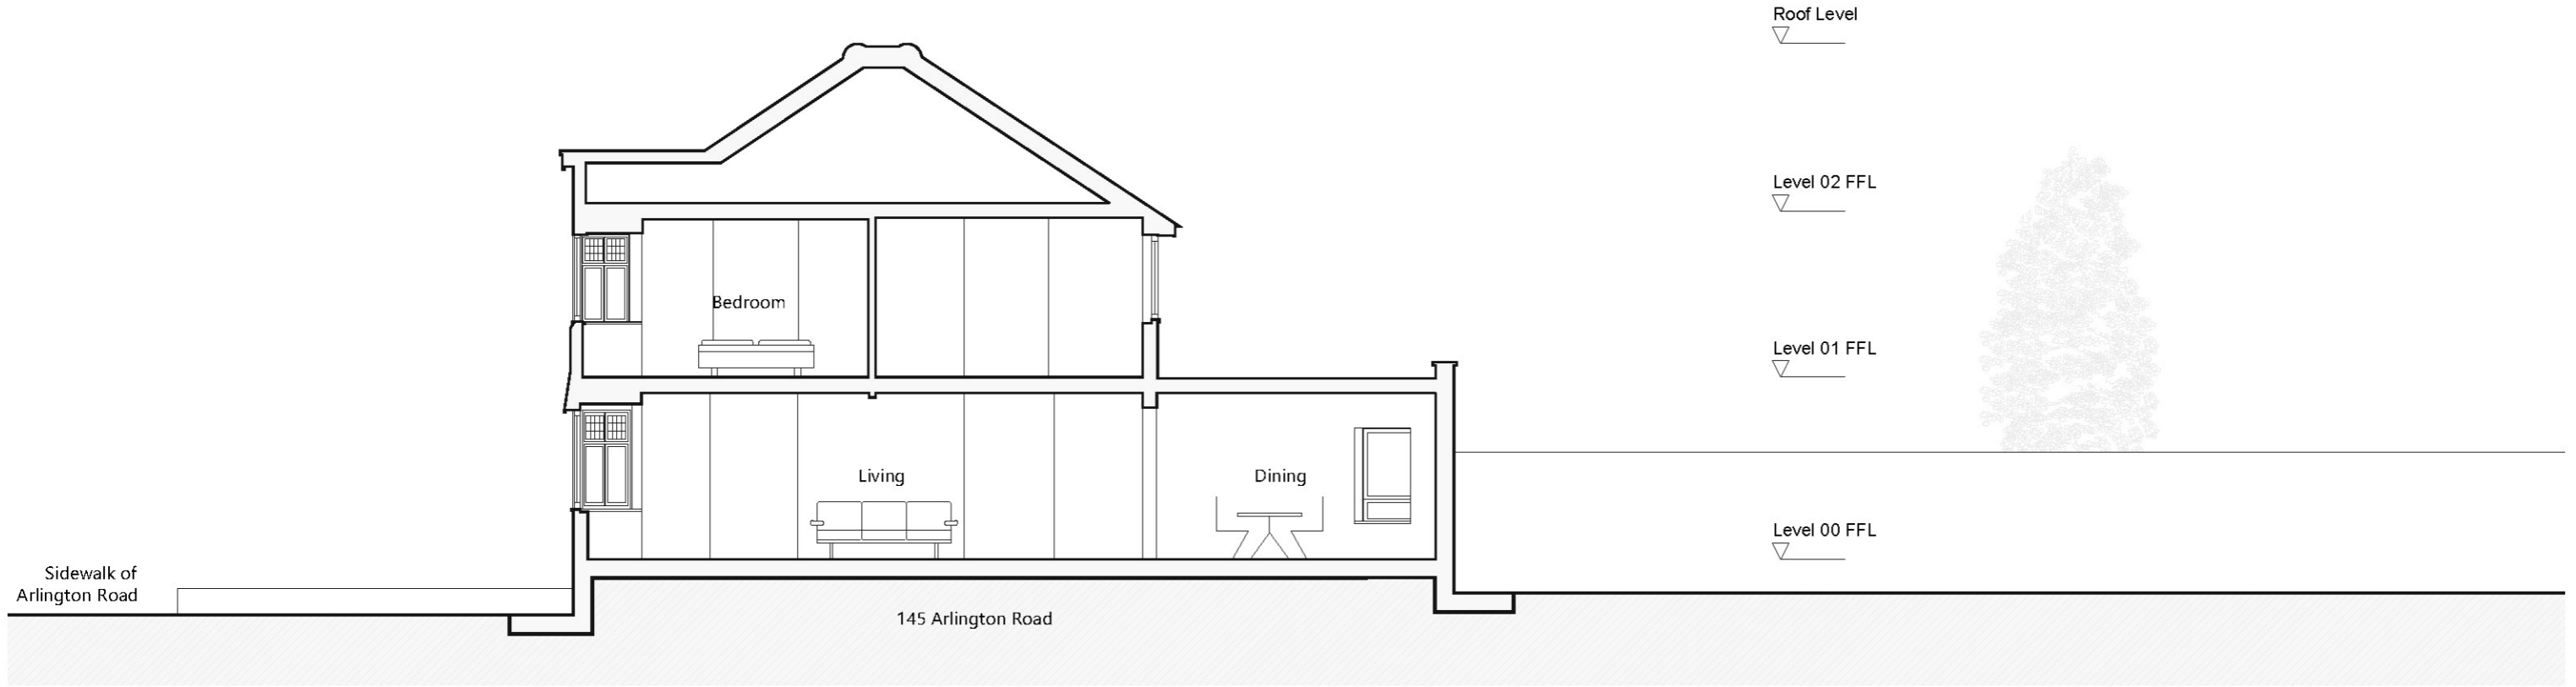 Roof Level
Level 02 FFL
Bedroom
Level 01 FFL
Living
Dining
Level 00 FFL
Sidewalk of
Arlington Road
145 Arlington Road